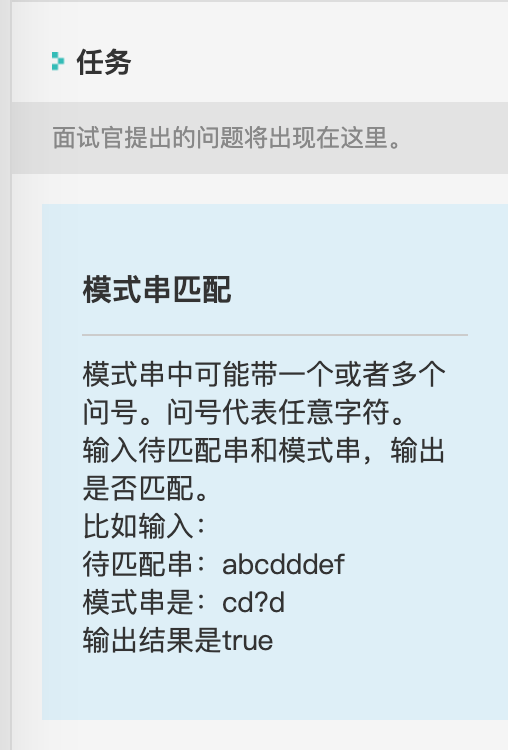 任务
面试官提出的问题将出现在这里。
模式串匹配
模式串中可能带一个或者多个
问号。问号代表任意字符。
输入待匹配串和模式串，输出
是否匹配。
比如输入：
待匹配串：abcdddef
模式串是：cd?d
输出结果是true